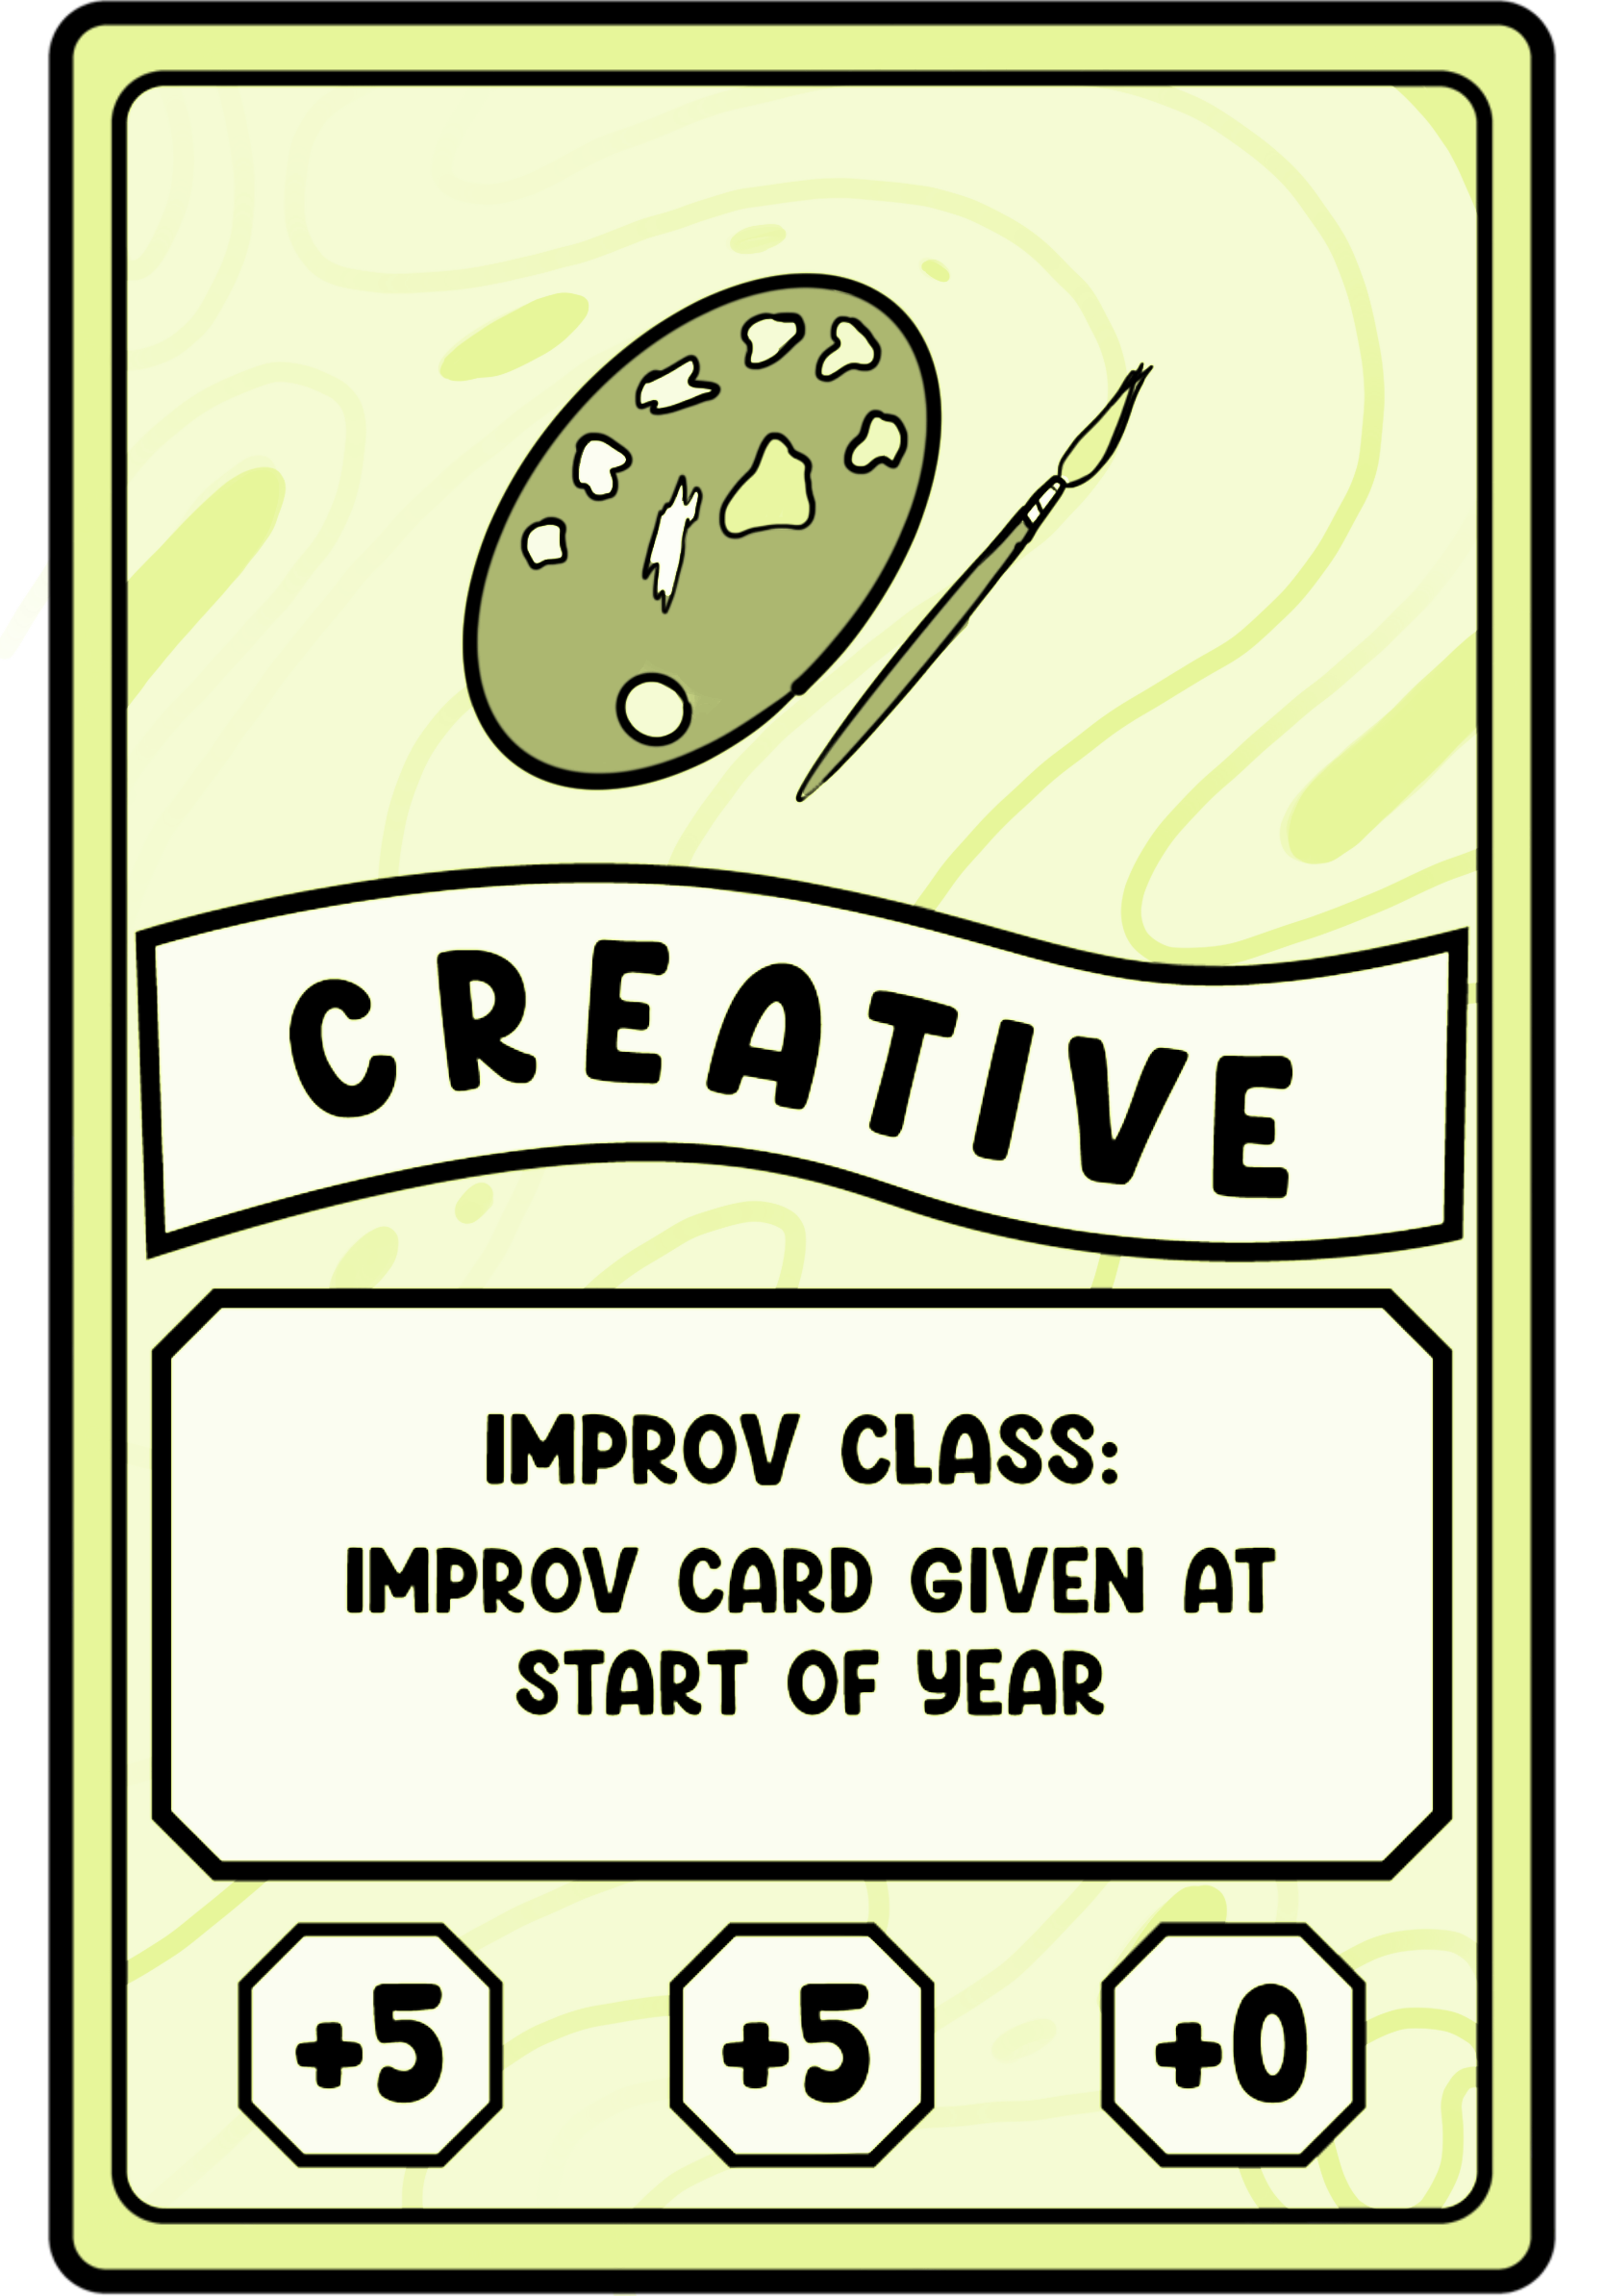 CREATIVE
IMPROV CLASS:
IMPROV CARD GIVEN AT
START OF YEAR
+5 +5 +0